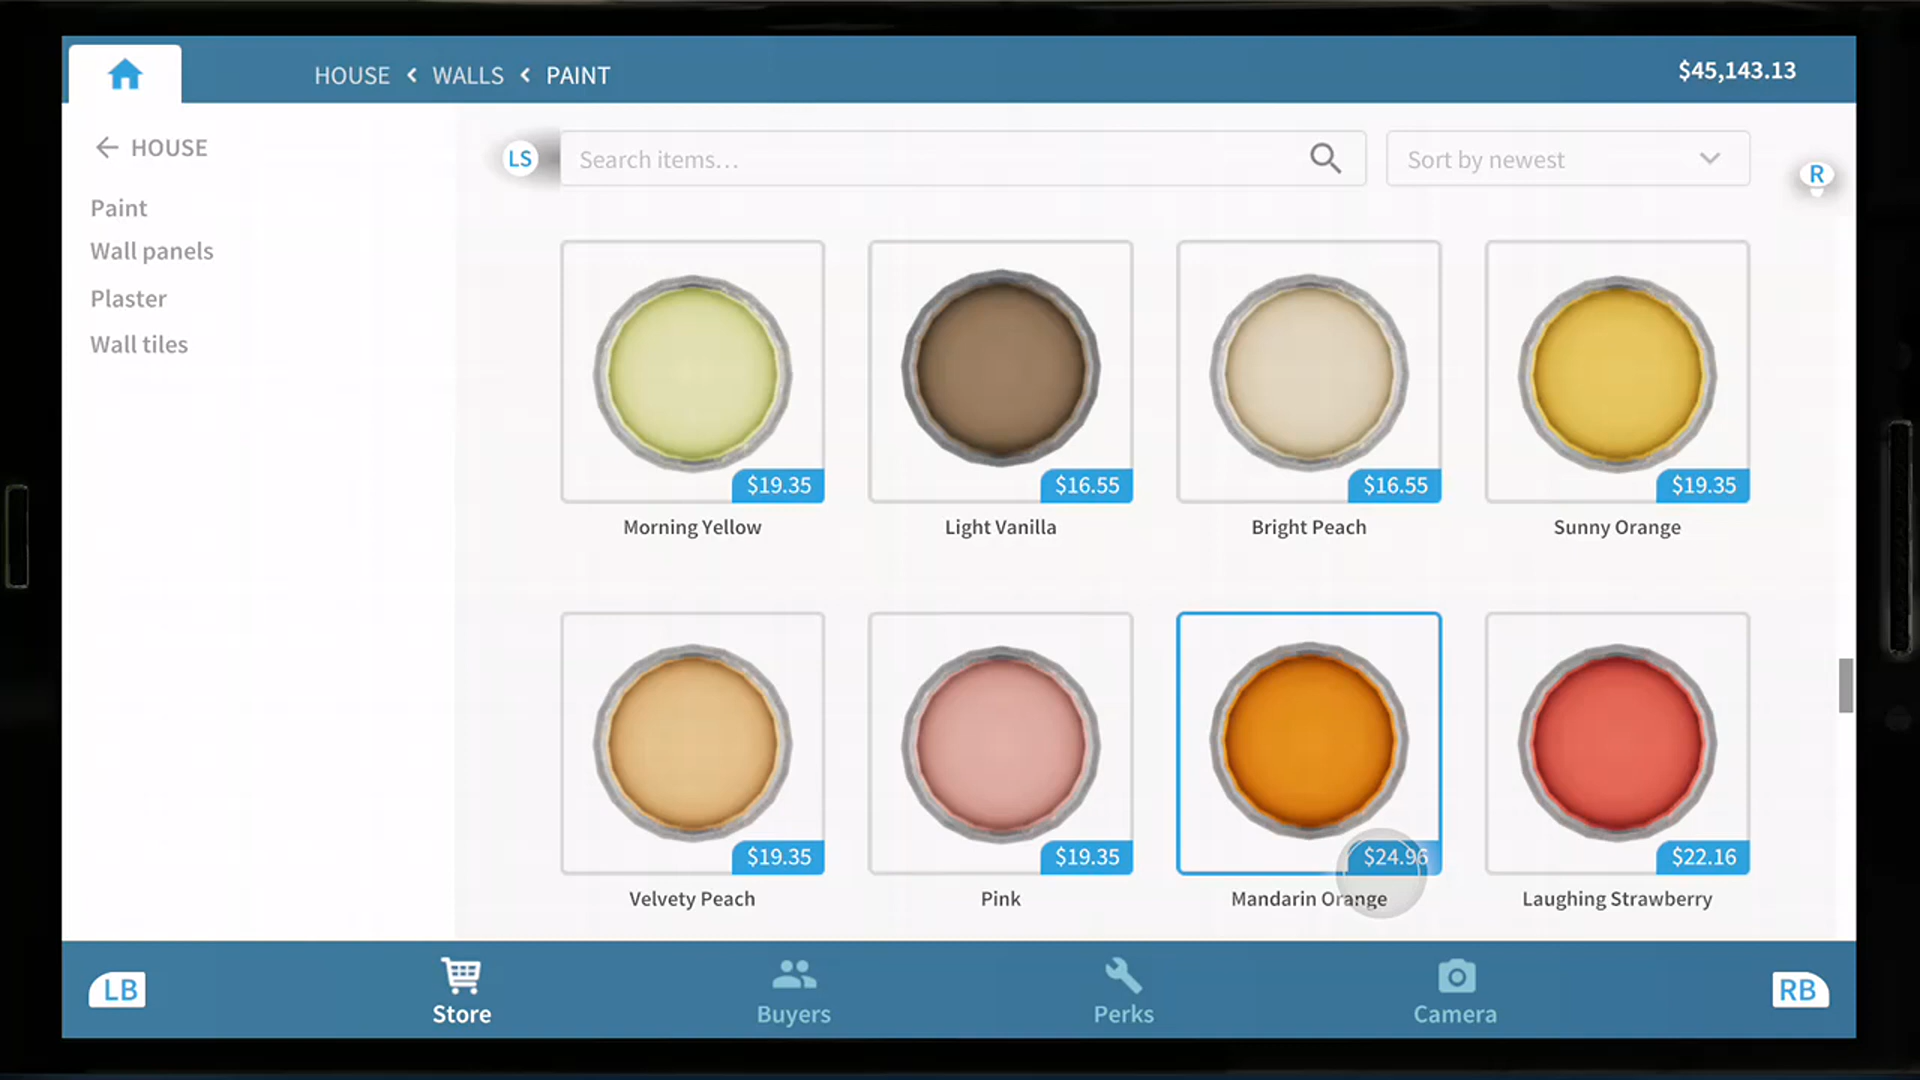 HOUSE < WALLS < PAINT
$45,143.13
← HOUSE
Paint
Wall panels
Plaster
Wall tiles
LS
Search items...
Sort by newest
R
$19.35
$16.55
$16.55
$19.35
Morning Yellow
Light Vanilla
Bright Peach
Sunny Orange
$19.35
$19.35
$24.96
$22.16
Velvety Peach
Pink
Mandarin Orange
Laughing Strawberry
LB
Store
Buyers
Perks
Camera
RB